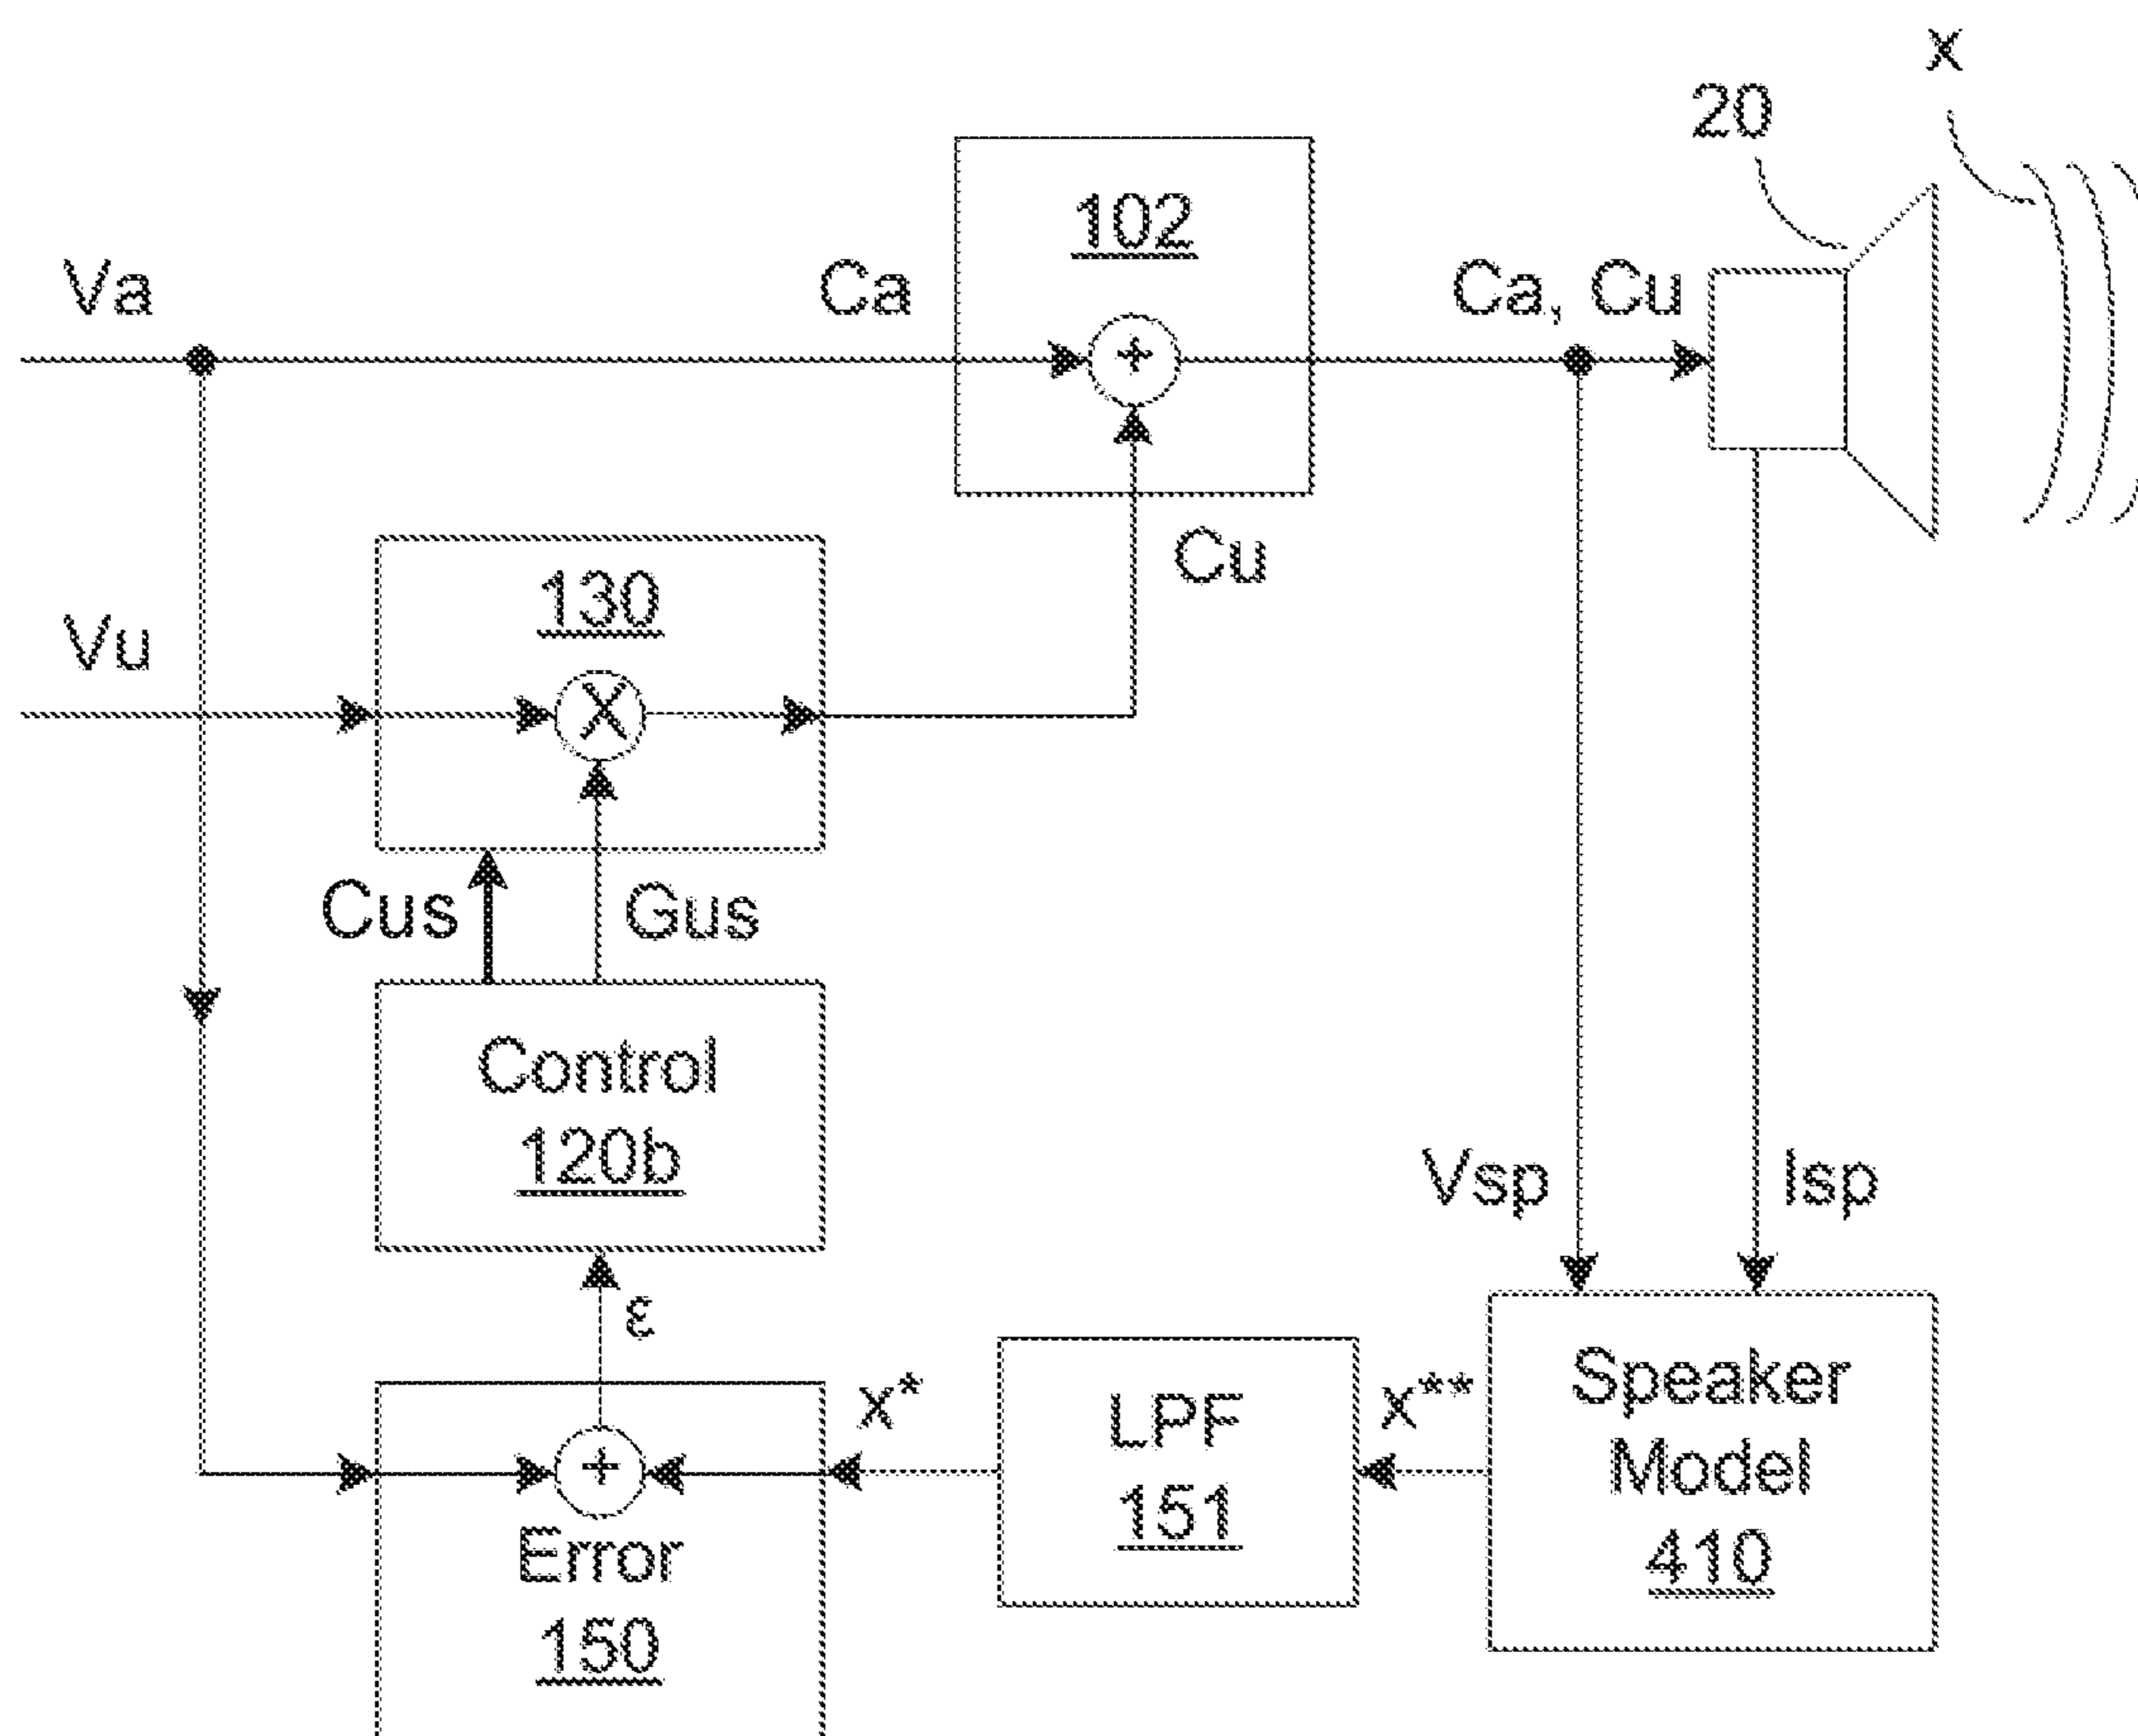 x
20
102
Va
Ca
+
Ca, Cu
130
Cu
Vu
X
Cus
Gus
Control
120b
Vsp
Isp
ε
x*
x**
LPF
151
Speaker
Model
410
+
Error
150